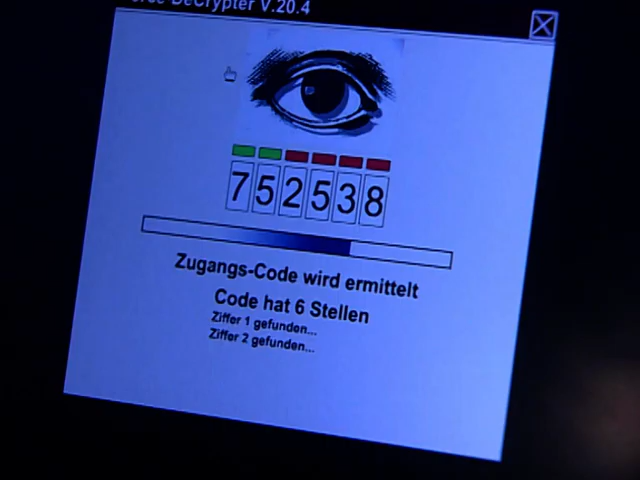 DeCrypter V.20.4
752538
Zugangs-Code wird ermittelt
Code hat 6 Stellen
Ziffer 1 gefunden...
Ziffer 2 gefunden...